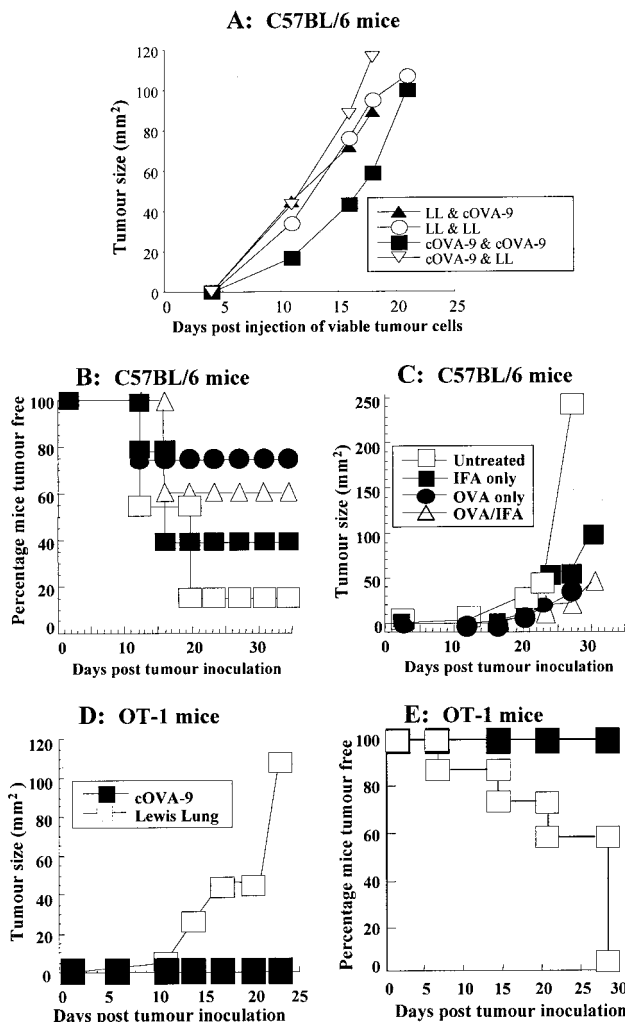 A: C57BL/6 mice
Tumour size (mm²)
120
100
80
60
40
20
0
LL & cOVA-9
LL & LL
cOVA-9 & cOVA-9
cOVA-9 & LL
0 5 10 15 20 25
Days post injection of viable tumour cells
B: C57BL/6 mice
Percentage mice tumour free
100
80
60
40
20
0
0 10 20 30
Days post tumour inoculation
C: C57BL/6 mice
Tumour size (mm²)
250
200
150
100
50
0
Untreated
IFA only
OVA only
OVA/IFA
0 10 20 30
Days post tumour inoculation
D: OT-1 mice
Tumour size (mm²)
120
100
80
60
40
20
0
cOVA-9
Lewis Lung
0 5 10 15 20 25
Days post tumour inoculation
E: OT-1 mice
Percentage mice tumour free
100
80
60
40
20
0
0 5 10 15 20 25 30
Days post tumour inoculation